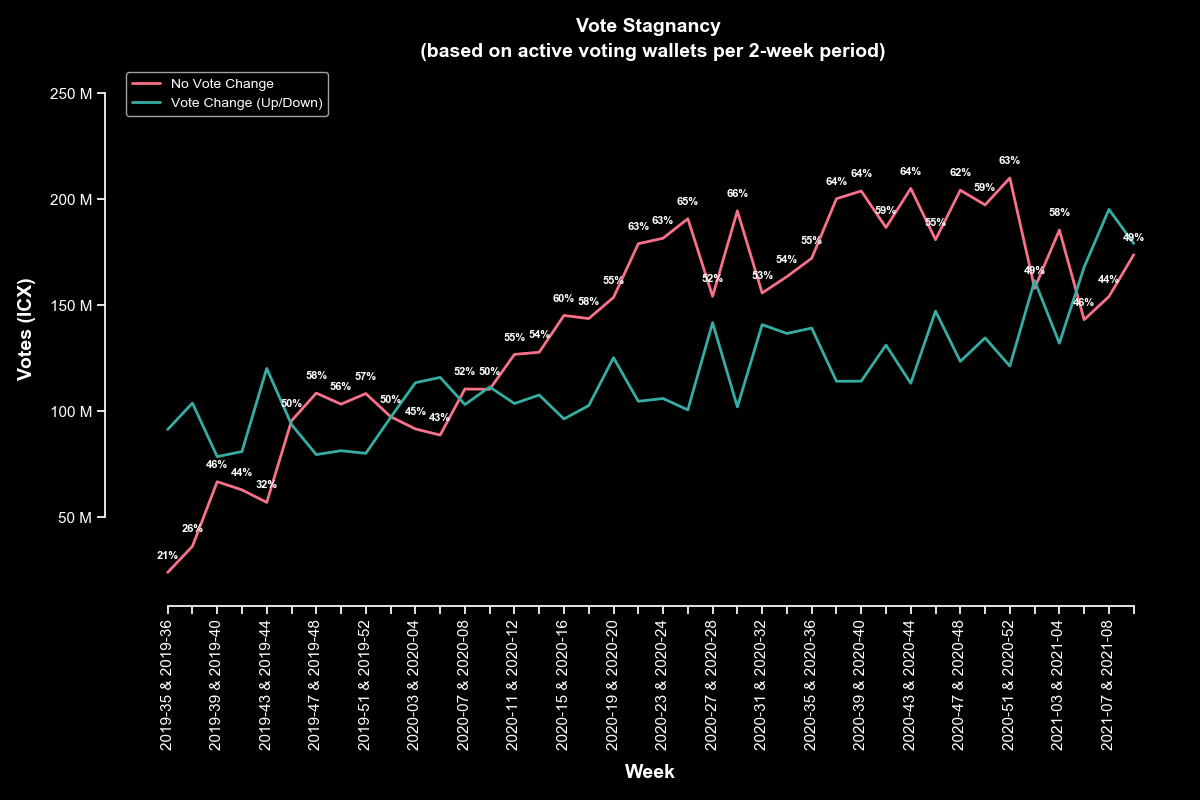 Vote Stagnancy
(based on active voting wallets per 2-week period)
No Vote Change
Vote Change (Up/Down)
Votes (ICX)
250 M
200 M
150 M
100 M
50 M
21%
26%
46%
44%
32%
50%
58%
56%
57%
50%
45%
43%
52%
50%
55%
54%
60%
58%
55%
63%
63%
65%
52%
66%
53%
54%
55%
64%
64%
59%
64%
55%
62%
59%
63%
49%
58%
46%
44%
49%
2019-35 & 2019-36
2019-39 & 2019-40
2019-43 & 2019-44
2019-47 & 2019-48
2019-51 & 2019-52
2020-03 & 2020-04
2020-07 & 2020-08
2020-11 & 2020-12
2020-15 & 2020-16
2020-19 & 2020-20
2020-23 & 2020-24
2020-27 & 2020-28
2020-31 & 2020-32
2020-35 & 2020-36
2020-39 & 2020-40
2020-43 & 2020-44
2020-47 & 2020-48
2020-51 & 2020-52
2021-03 & 2021-04
2021-07 & 2021-08
Week